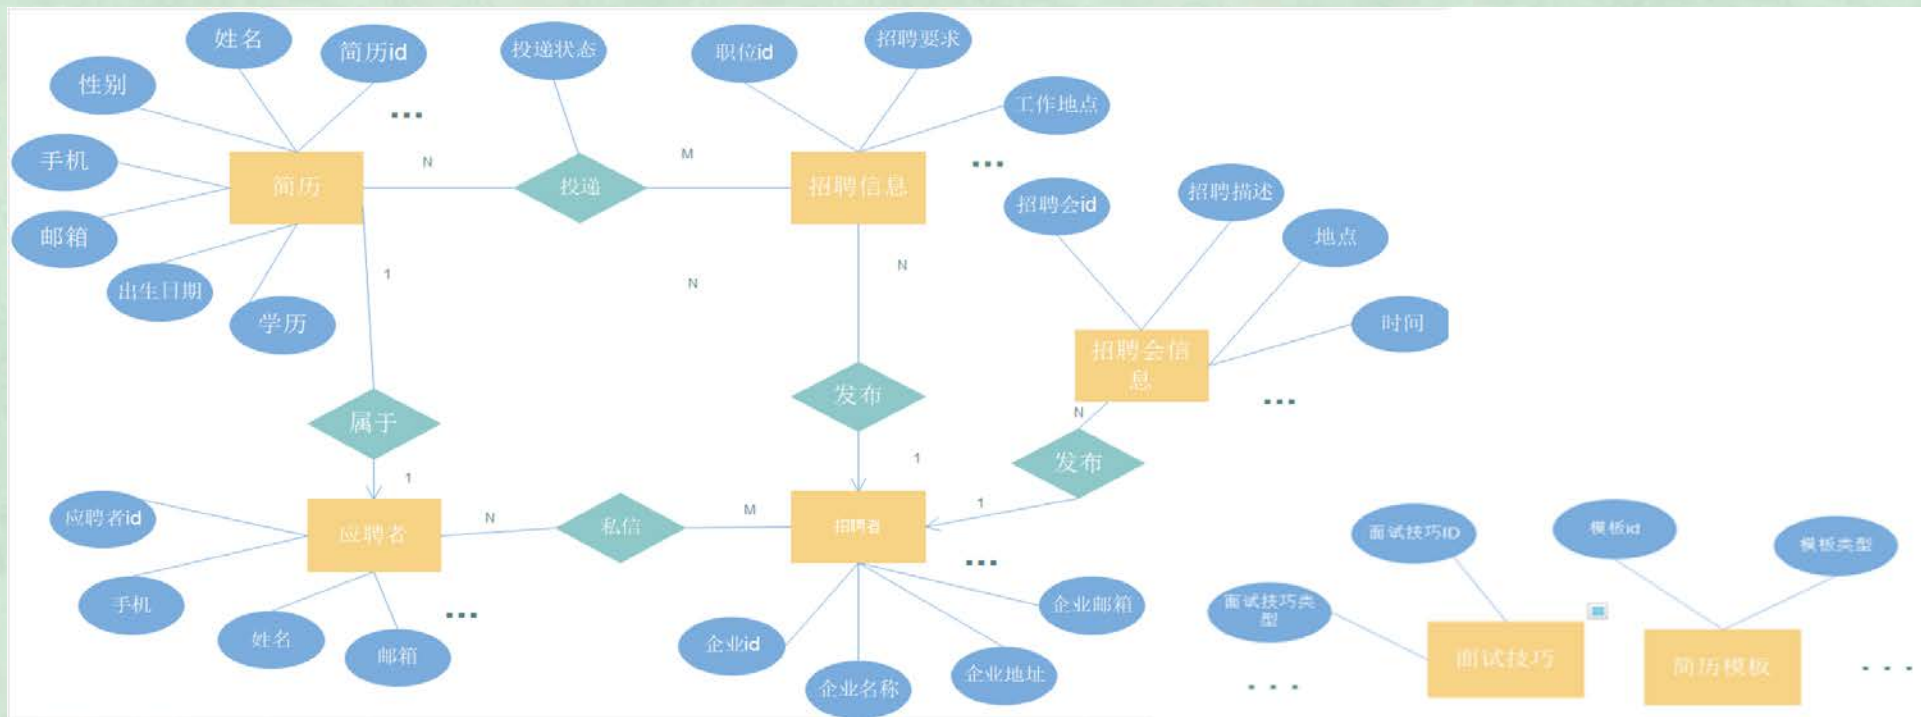 姓名
简历id
投递状态
职位id
招聘要求
性别
...
工作地点
手机
简历
N
投递
M
招聘信息
...
招聘会id
招聘描述
邮箱
地点
出生日期
1
N
N
学历
时间
招聘会信
息
属于
发布
...
N
发布
1
1
1
应聘者id
应聘者
N
私信
M
招聘者
面试技巧ID
模板id
模板类型
...
手机
...
企业邮箱
面试技巧类
型
姓名
邮箱
企业id
企业地址
企业名称
面试技巧
简历模板
...
...